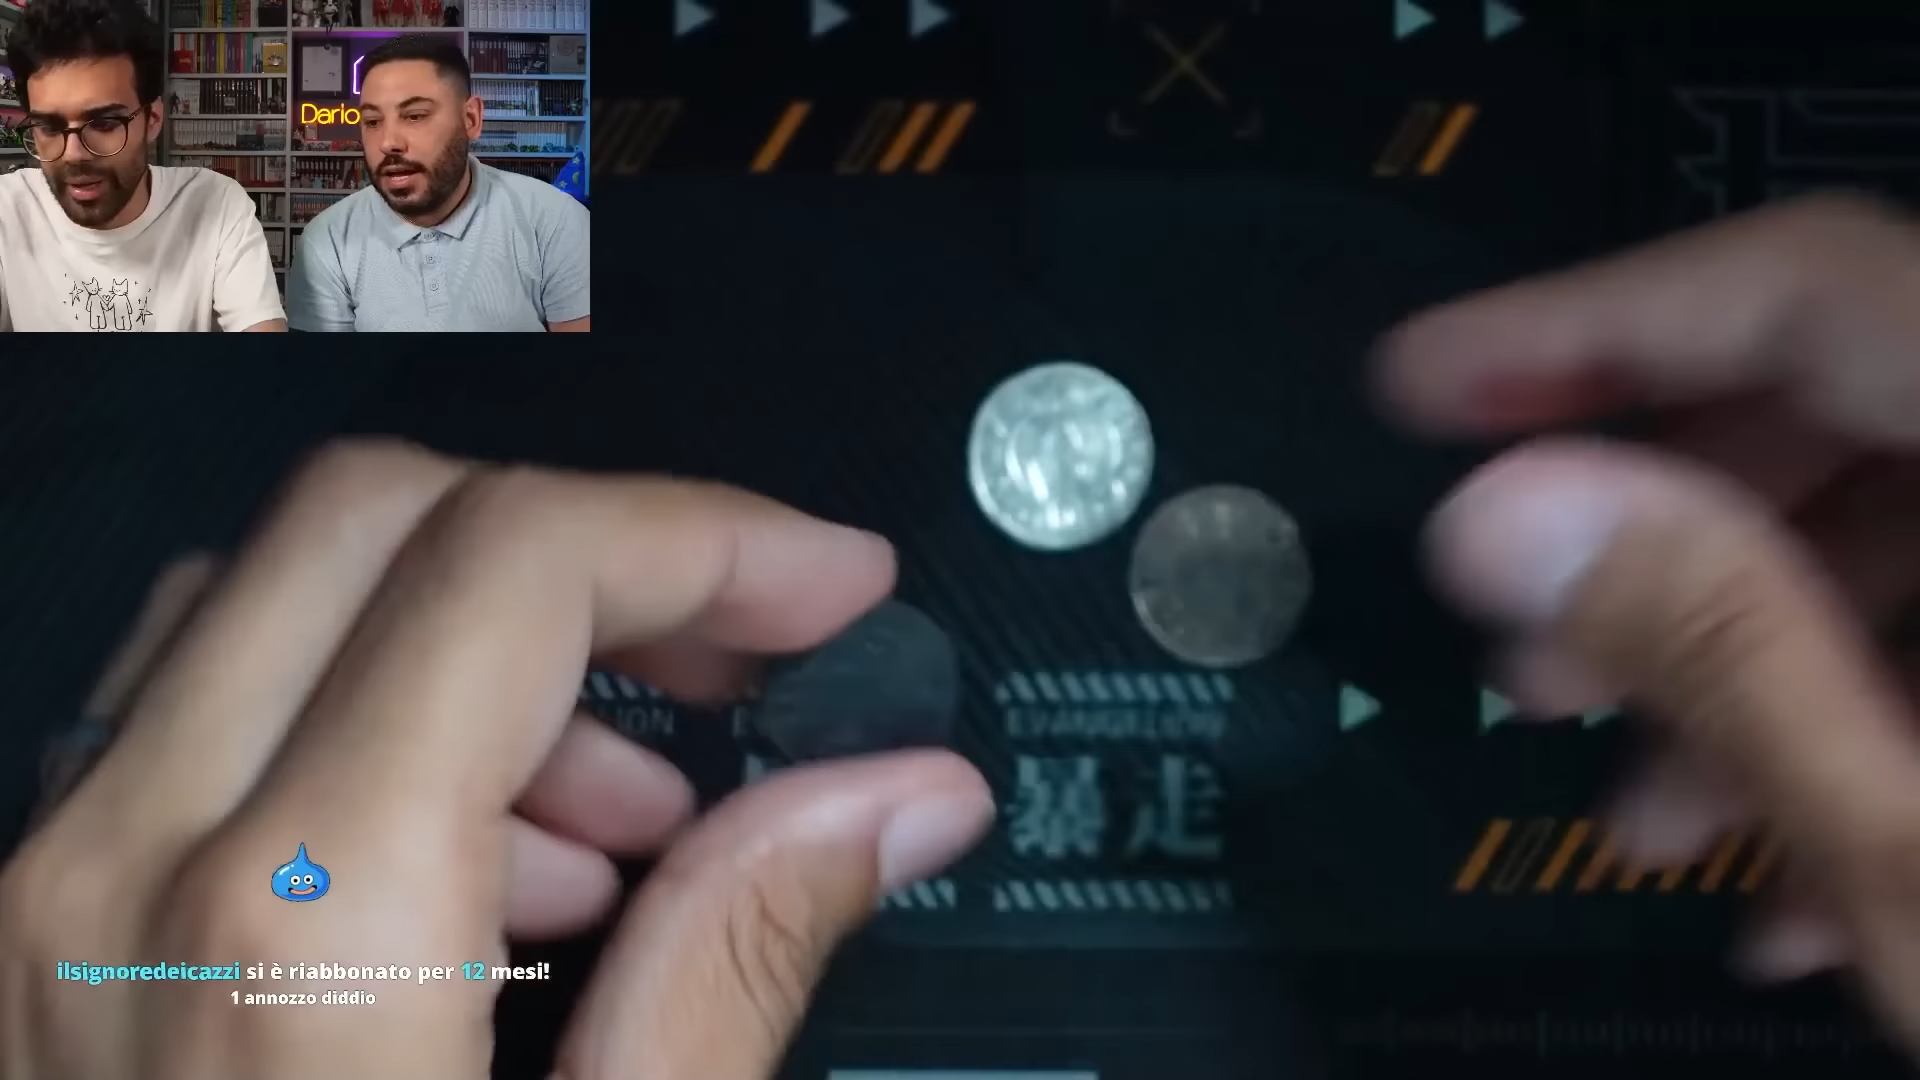 Dario
EVANGELION
暴走
ilsignoredeicazzi si è riabbonato per 12 mesi!
1 annozzo diddio